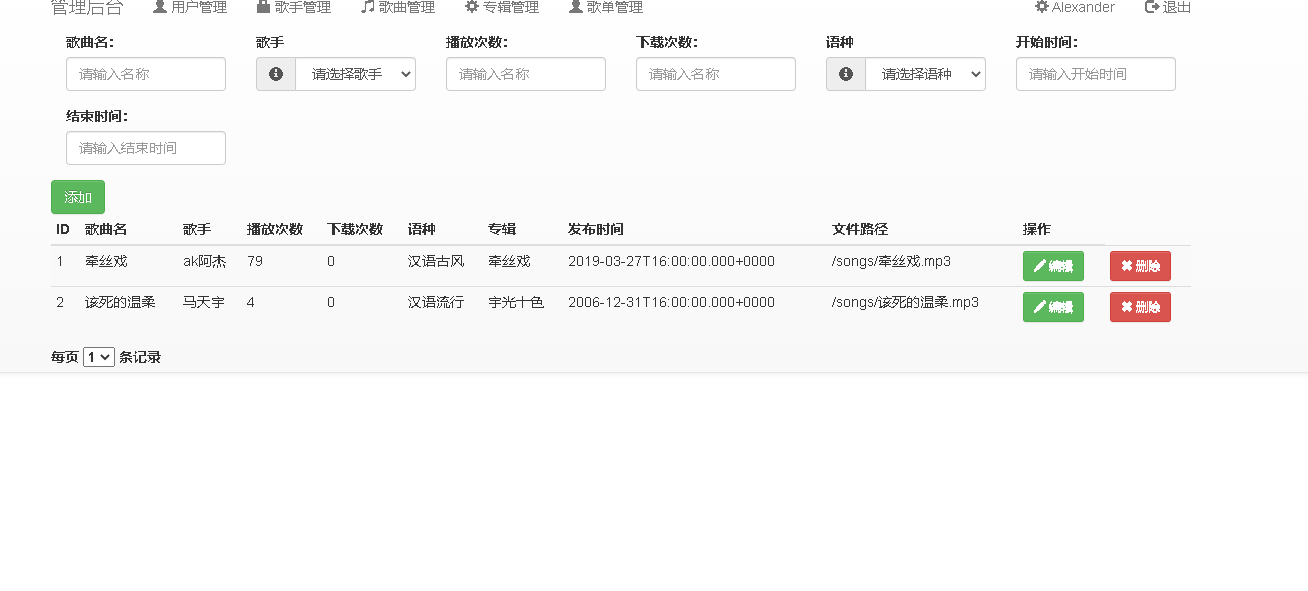 管理后台 用户管理 歌手管理 歌曲管理 专辑管理 歌单管理 Alexander 退出
歌曲名: 歌手 播放次数: 下载次数: 语种 开始时间:
请输入名称 请选择歌手 请输入名称 请输入名称 请选择语种 请输入开始时间
结束时间:
请输入结束时间
添加
ID 歌曲名 歌手 播放次数 下载次数 语种 专辑 发布时间 文件路径 操作
1 牵丝戏 ak阿杰 79 0 汉语古风 牵丝戏 2019-03-27T16:00:00.000+0000 /songs/牵丝戏.mp3 编辑 删除
2 该死的温柔 马天宇 4 0 汉语流行 宇光十色 2006-12-31T16:00:00.000+0000 /songs/该死的温柔.mp3 编辑 删除
每页 1 条记录